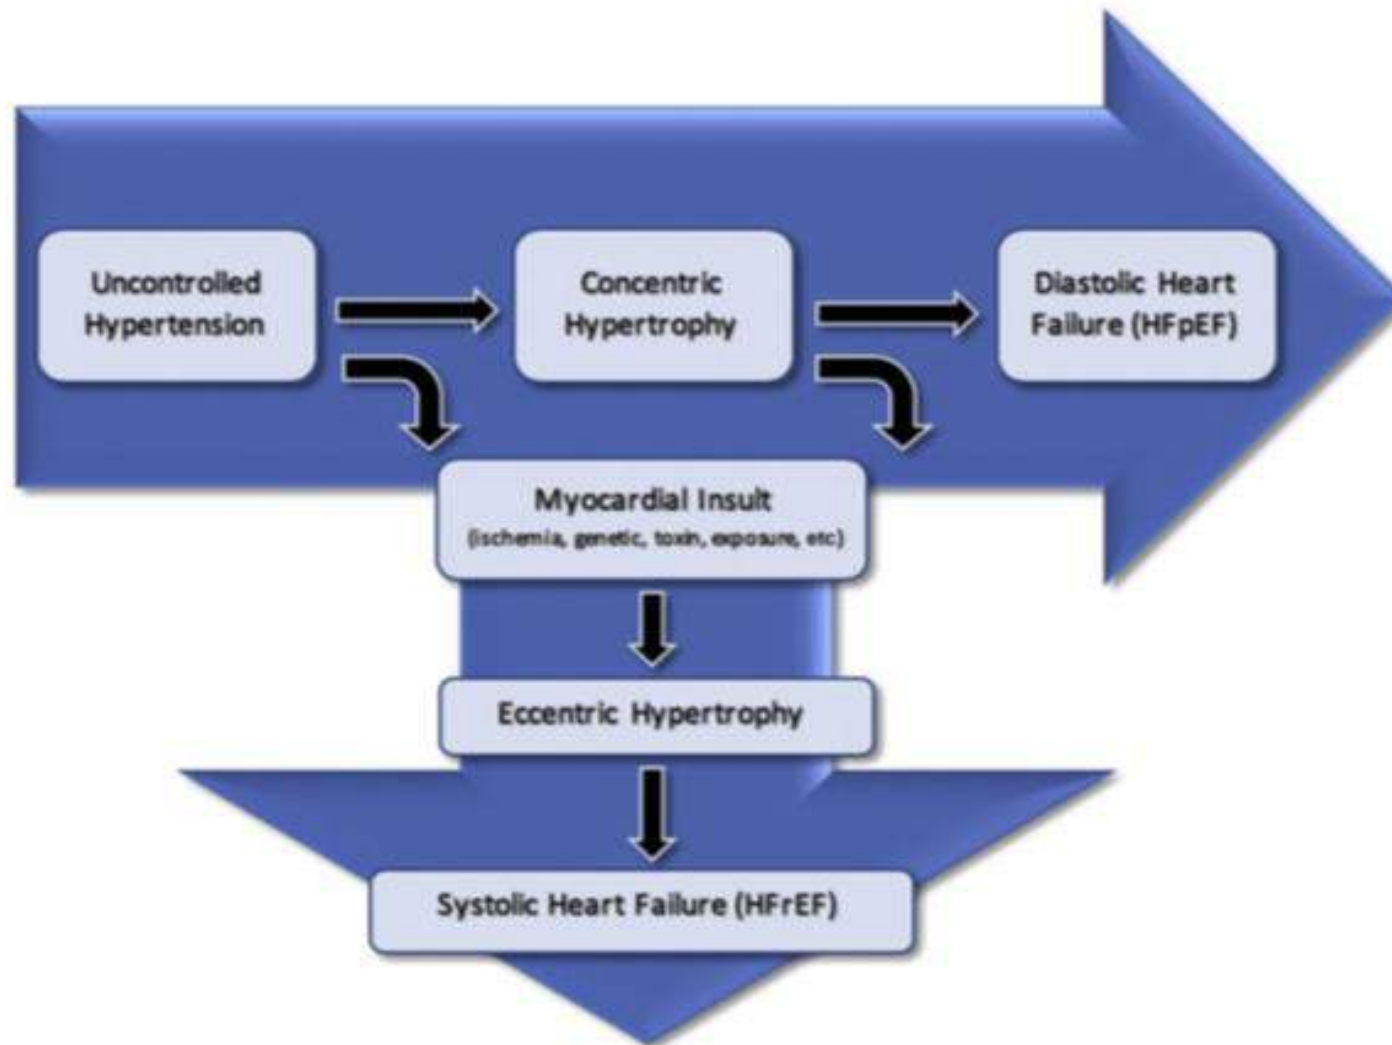 Uncontrolled
Hypertension
Concentric
Hypertrophy
Diastolic Heart
Failure (HFpEF)
Myocardial Insult
(ischemia, genetic, toxin, exposure, etc)
Eccentric Hypertrophy
Systolic Heart Failure (HFrEF)